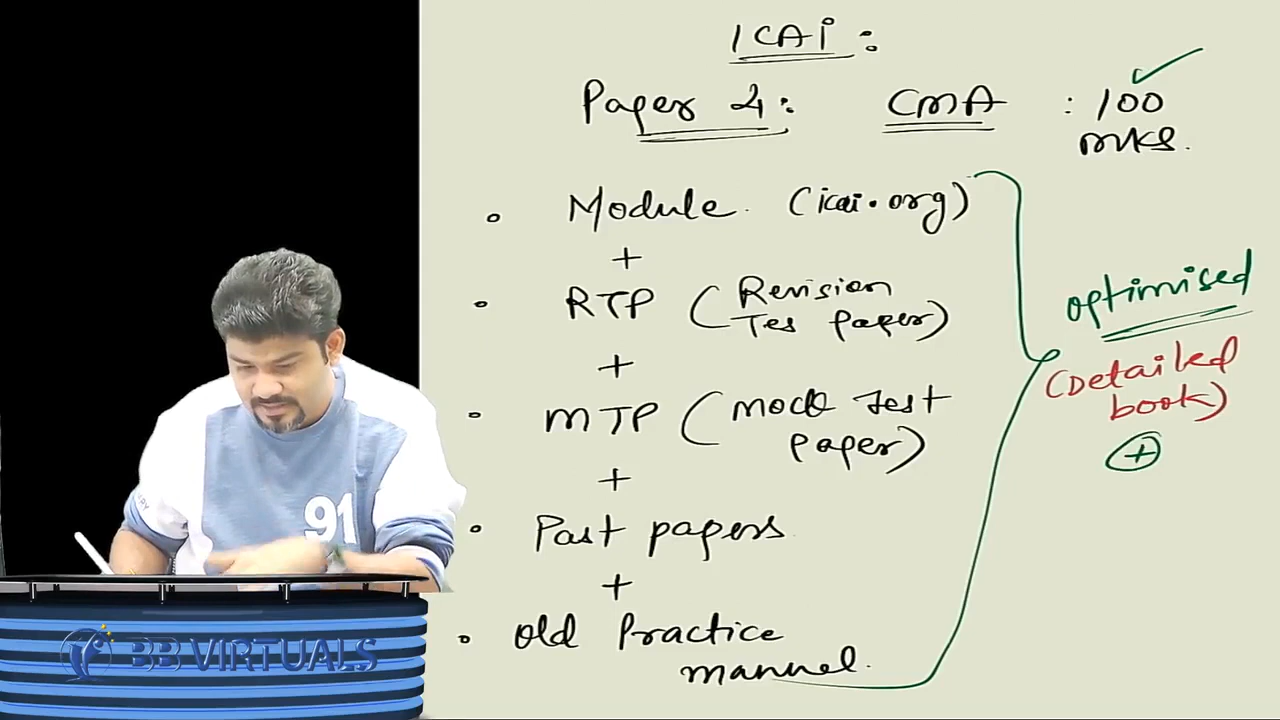 ICAI :
Paper 4: CMA : 100
mks.
• Module. (icai.org)
+
• RTP (Revision
Tes paper)
+
• MTP (Mock Test
paper)
+
• Past papers
+
• Old Practice
manuel.
optimised
(Detailed
book)
+
91
BB VIRTUALS